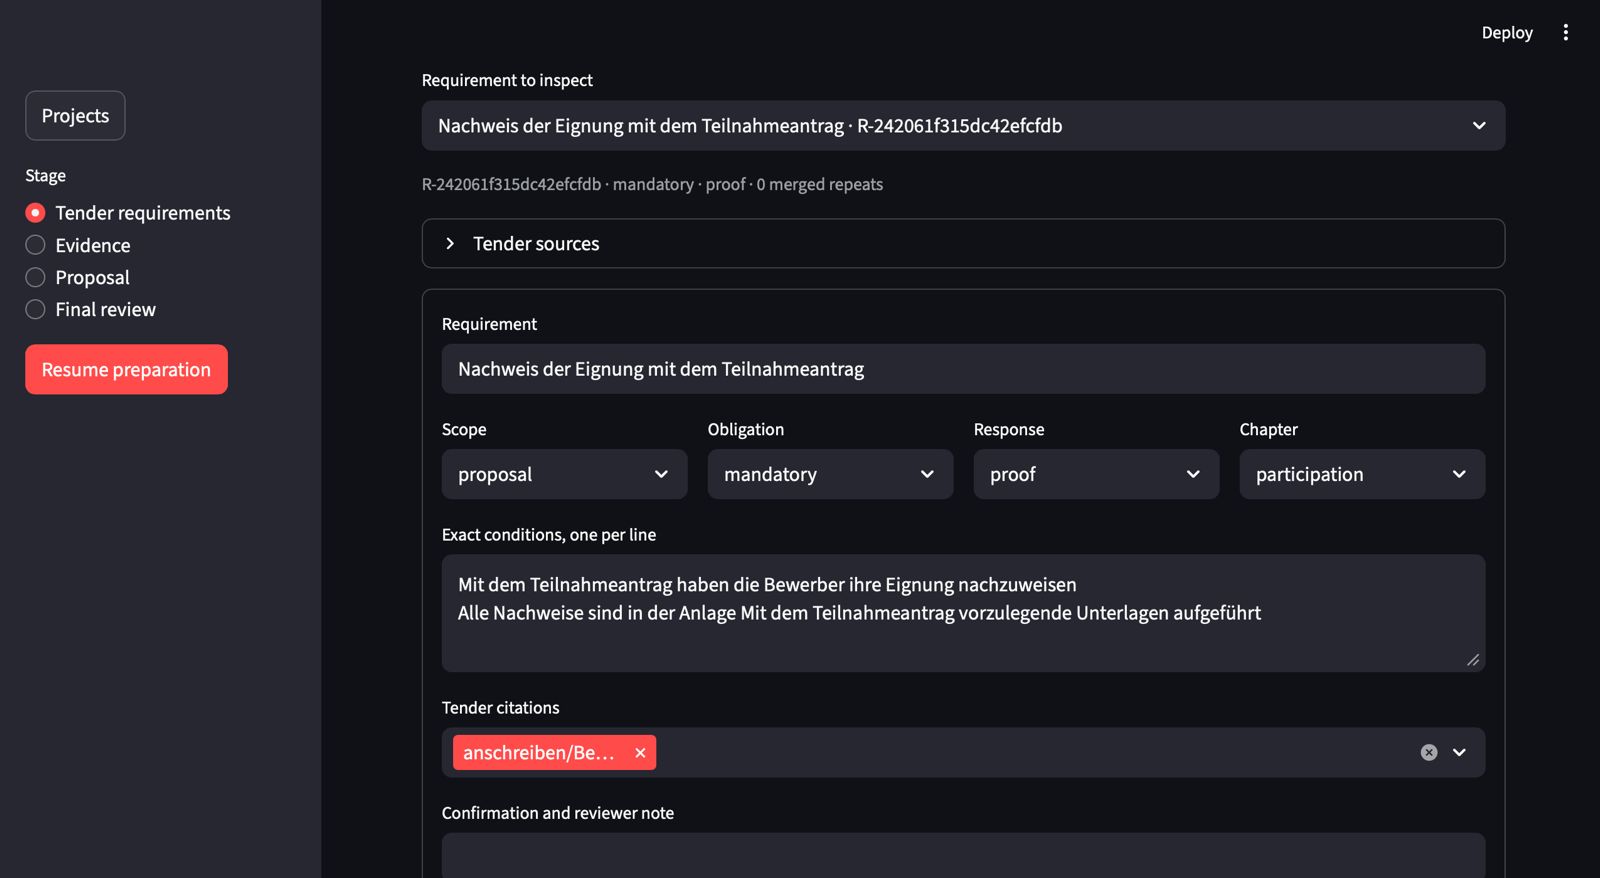 Deploy
Projects
Stage
Tender requirements
Evidence
Proposal
Final review
Resume preparation
Requirement to inspect
Nachweis der Eignung mit dem Teilnahmeantrag · R-242061f315dc42efcfdb
R-242061f315dc42efcfdb · mandatory · proof · 0 merged repeats
Tender sources
Requirement
Nachweis der Eignung mit dem Teilnahmeantrag
Scope Obligation Response Chapter
proposal mandatory proof participation
Exact conditions, one per line
Mit dem Teilnahmeantrag haben die Bewerber ihre Eignung nachzuweisen
Alle Nachweise sind in der Anlage Mit dem Teilnahmeantrag vorzulegende Unterlagen aufgeführt
Tender citations
anschreiben/Be...
Confirmation and reviewer note